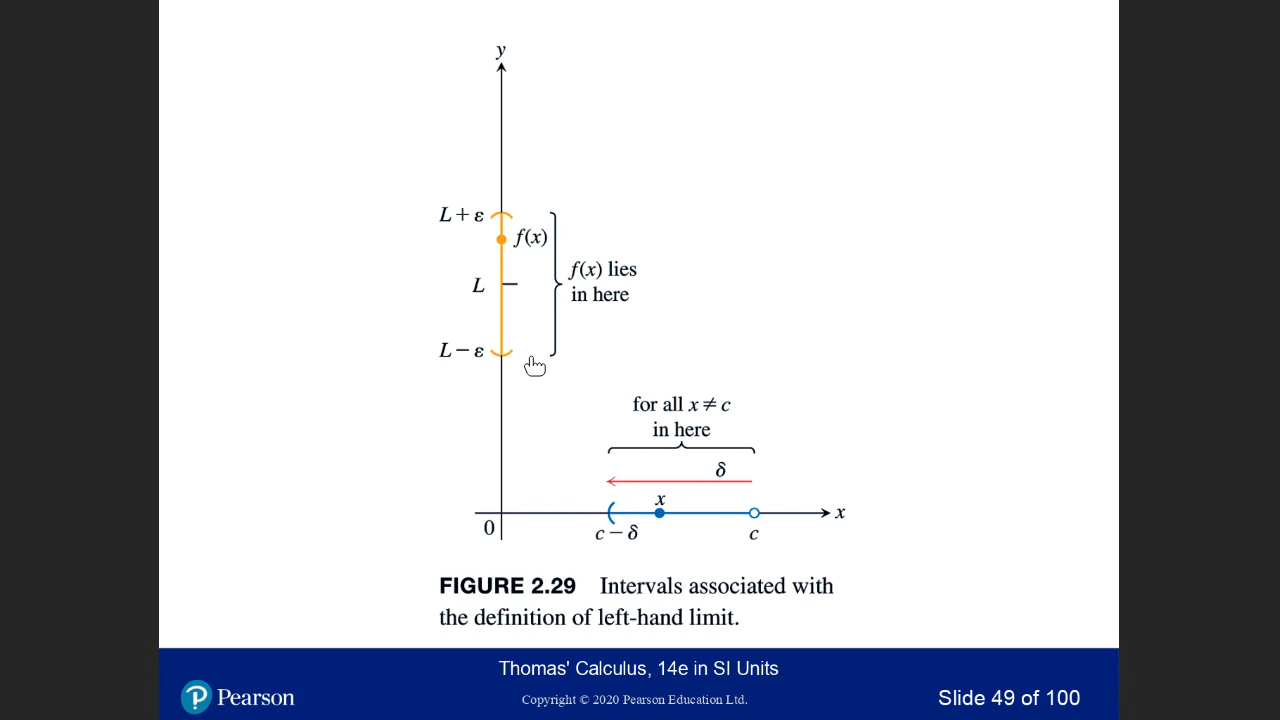 y
L + ε
f(x)
f(x) lies
in here
L
L − ε
for all x ≠ c
in here
δ
x
x
0
c − δ
c
FIGURE 2.29 Intervals associated with
the definition of left-hand limit.
Thomas' Calculus, 14e in SI Units
P Pearson
Copyright © 2020 Pearson Education Ltd.
Slide 49 of 100